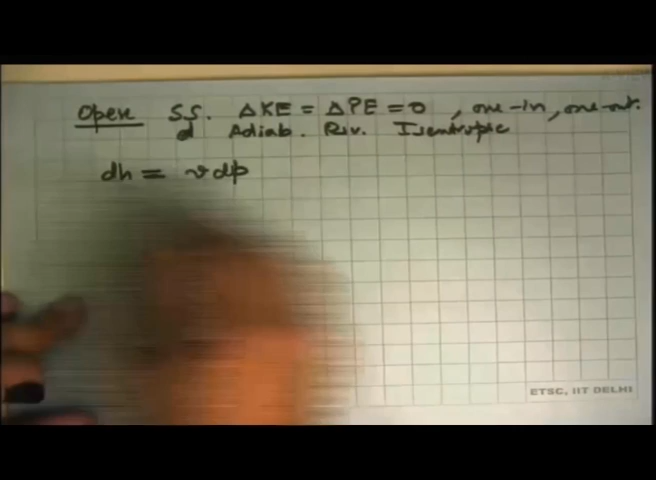 Open S.S. ΔKE = ΔPE = 0 , one-in, one-out.
d Adiab. Rev. Isentropic
dh = v dp
ETSC, IIT DELHI